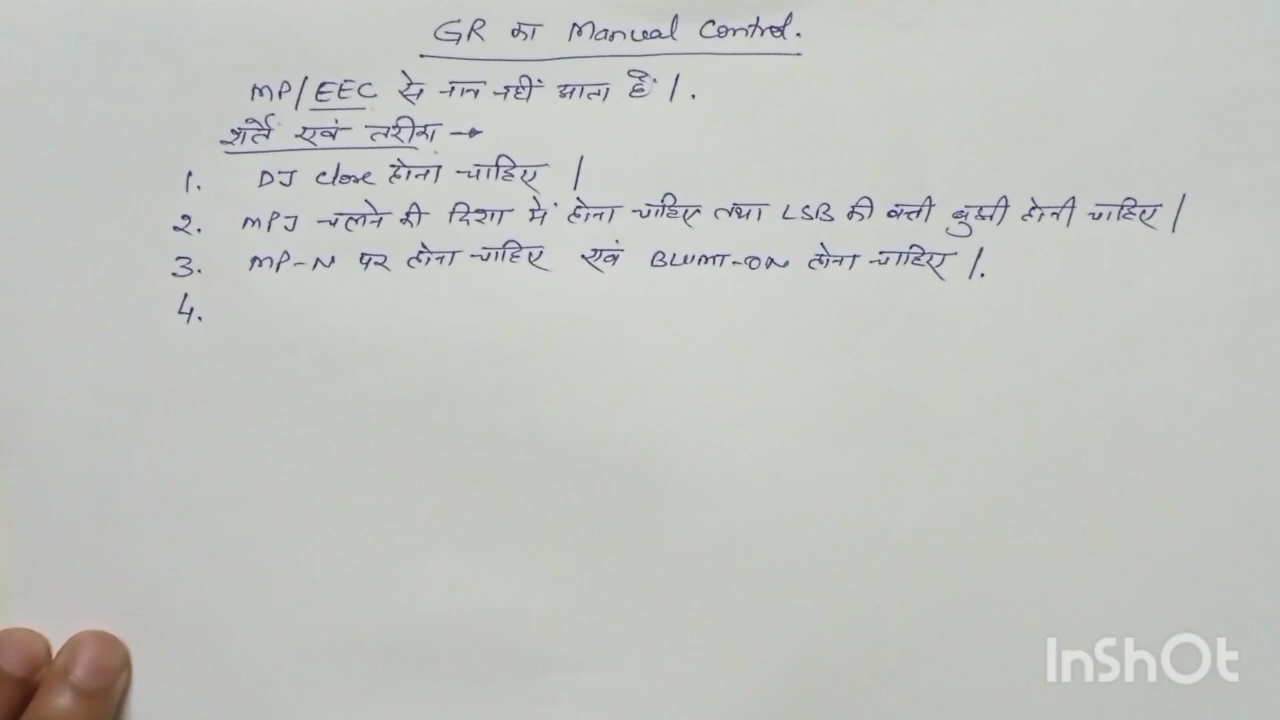 GR का Manual Control.
MP/EEC से नाच नहीं आता है।.
शर्ते एवं तरीका →
1. DJ close होना चाहिए |
2. MPJ चलने की दिशा में होना चाहिए तथा LSB की बत्ती बुझी होनी चाहिए |
3. MP-N पर होना चाहिए एवं BLVMT-ON होना चाहिए |.
4.
InShOt